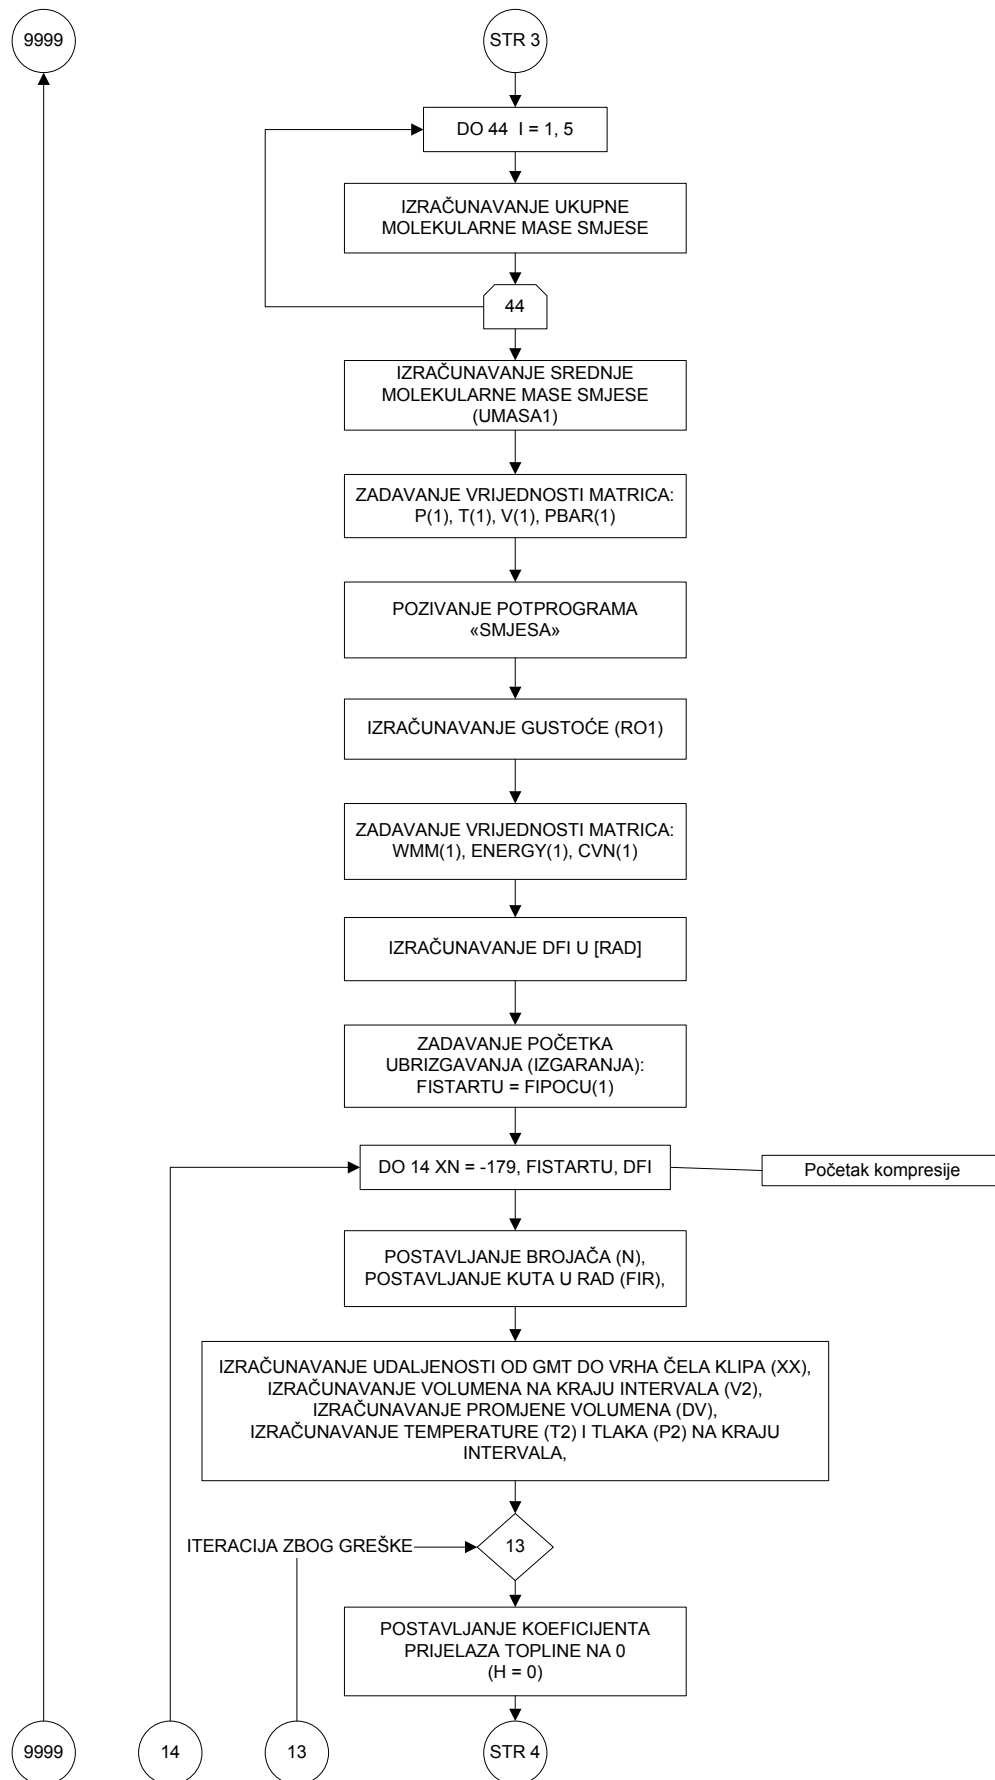 9999
STR 3
DO 44 I = 1, 5
IZRAČUNAVANJE UKUPNE
MOLEKULARNE MASE SMJESE
44
IZRAČUNAVANJE SREDNJE
MOLEKULARNE MASE SMJESE
(UMASA1)
ZADAVANJE VRIJEDNOSTI MATRICA:
P(1), T(1), V(1), PBAR(1)
POZIVANJE POTPROGRAMA
«SMJESA»
IZRAČUNAVANJE GUSTOĆE (RO1)
ZADAVANJE VRIJEDNOSTI MATRICA:
WMM(1), ENERGY(1), CVN(1)
IZRAČUNAVANJE DFI U [RAD]
ZADAVANJE POČETKA
UBRIZGAVANJA (IZGARANJA):
FISTARTU = FIPOCU(1)
DO 14 XN = -179, FISTARTU, DFI
Početak kompresije
POSTAVLJANJE BROJAČA (N),
POSTAVLJANJE KUTA U RAD (FIR),
IZRAČUNAVANJE UDALJENOSTI OD GMT DO VRHA ČELA KLIPA (XX),
IZRAČUNAVANJE VOLUMENA NA KRAJU INTERVALA (V2),
IZRAČUNAVANJE PROMJENE VOLUMENA (DV),
IZRAČUNAVANJE TEMPERATURE (T2) I TLAKA (P2) NA KRAJU
INTERVALA,
ITERACIJA ZBOG GREŠKE
13
POSTAVLJANJE KOEFICIJENTA
PRIJELAZA TOPLINE NA 0
(H = 0)
9999
14
13
STR 4